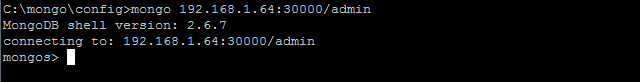 C:\mongo\config>mongo 192.168.1.64:30000/admin
MongoDB shell version: 2.6.7
connecting to: 192.168.1.64:30000/admin
mongos>